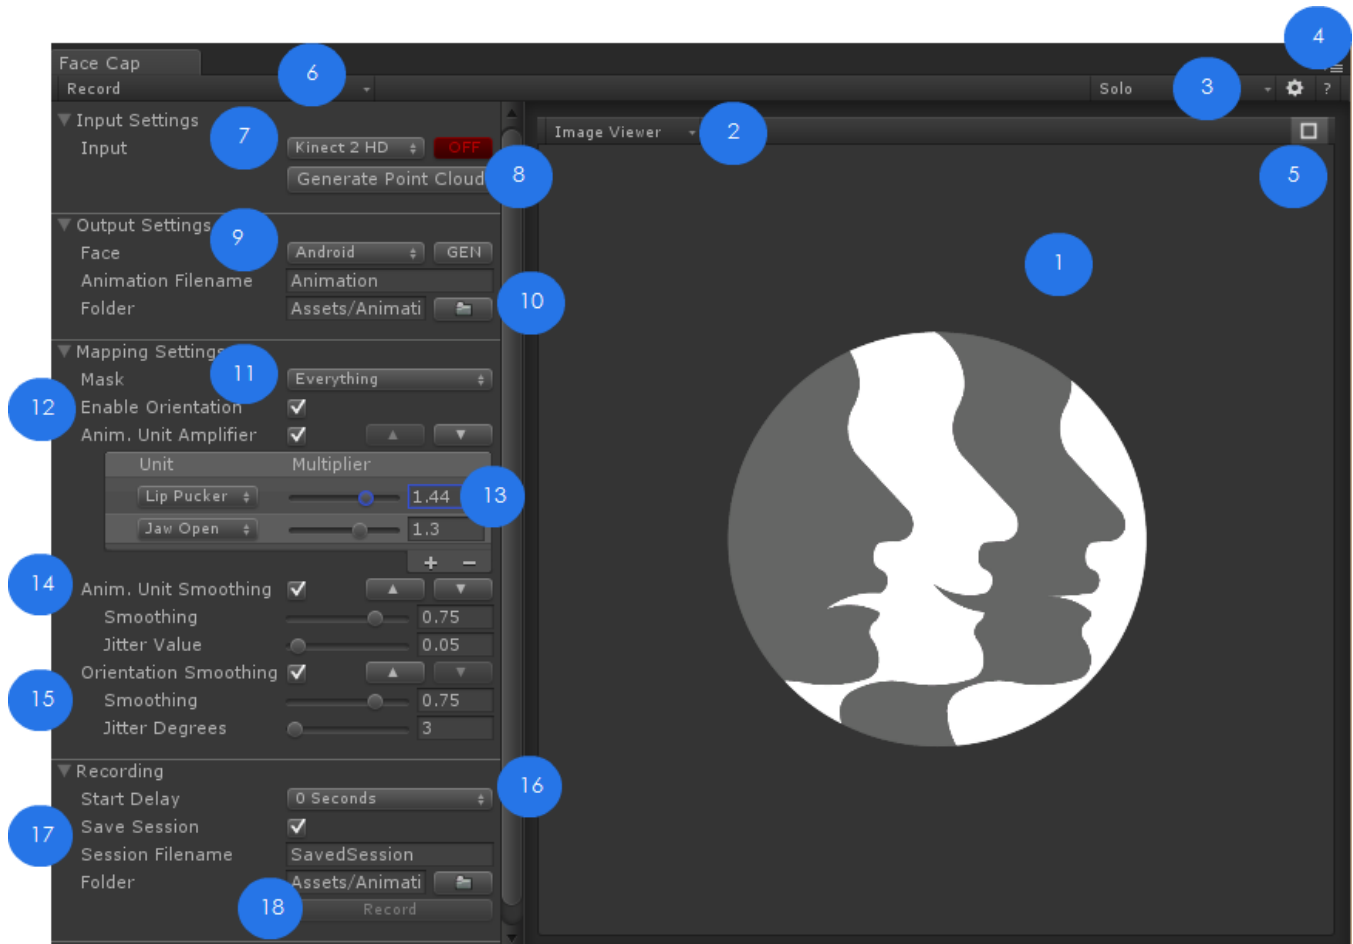 4
Face Cap
6
Record
Solo
3
?
Input Settings
7
Input
Kinect 2 HD
OFF
Generate Point Cloud
8
Image Viewer
2
5
Output Settings
9
Face
Android
GEN
Animation Filename
Animation
Folder
Assets/Animati
10
1
Mapping Settings
11
Mask
Everything
12
Enable Orientation
Anim. Unit Amplifier
Unit
Multiplier
Lip Pucker
1.44
13
Jaw Open
1.3
+ −
14
Anim. Unit Smoothing
Smoothing
0.75
Jitter Value
0.05
Orientation Smoothing
15
Smoothing
0.75
Jitter Degrees
3
Recording
16
Start Delay
0 Seconds
17
Save Session
Session Filename
SavedSession
Folder
Assets/Animati
18
Record